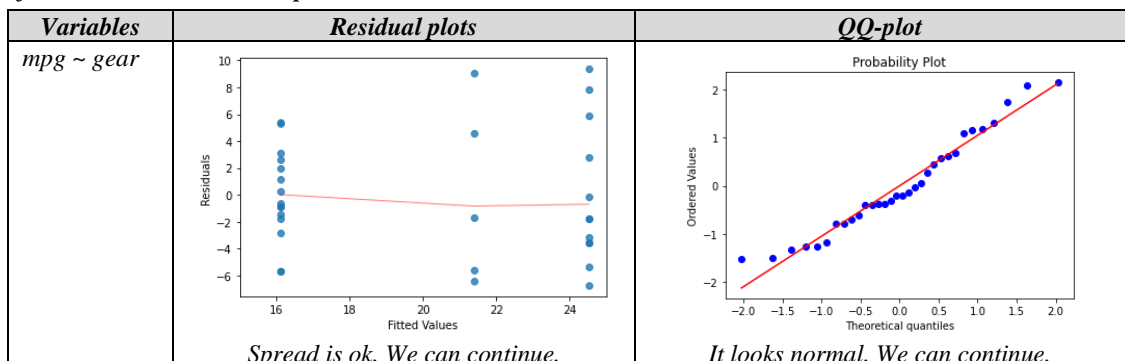 Variables
Residual plots
QQ-plot
mpg ~ gear
10
8
6
4
2
0
−2
−4
−6
Residuals
16
18
20
22
24
Fitted Values
Spread is ok. We can continue.
Probability Plot
2
1
0
−1
−2
Ordered Values
−2.0
−1.5
−1.0
−0.5
0.0
0.5
1.0
1.5
2.0
Theoretical quantiles
It looks normal. We can continue.